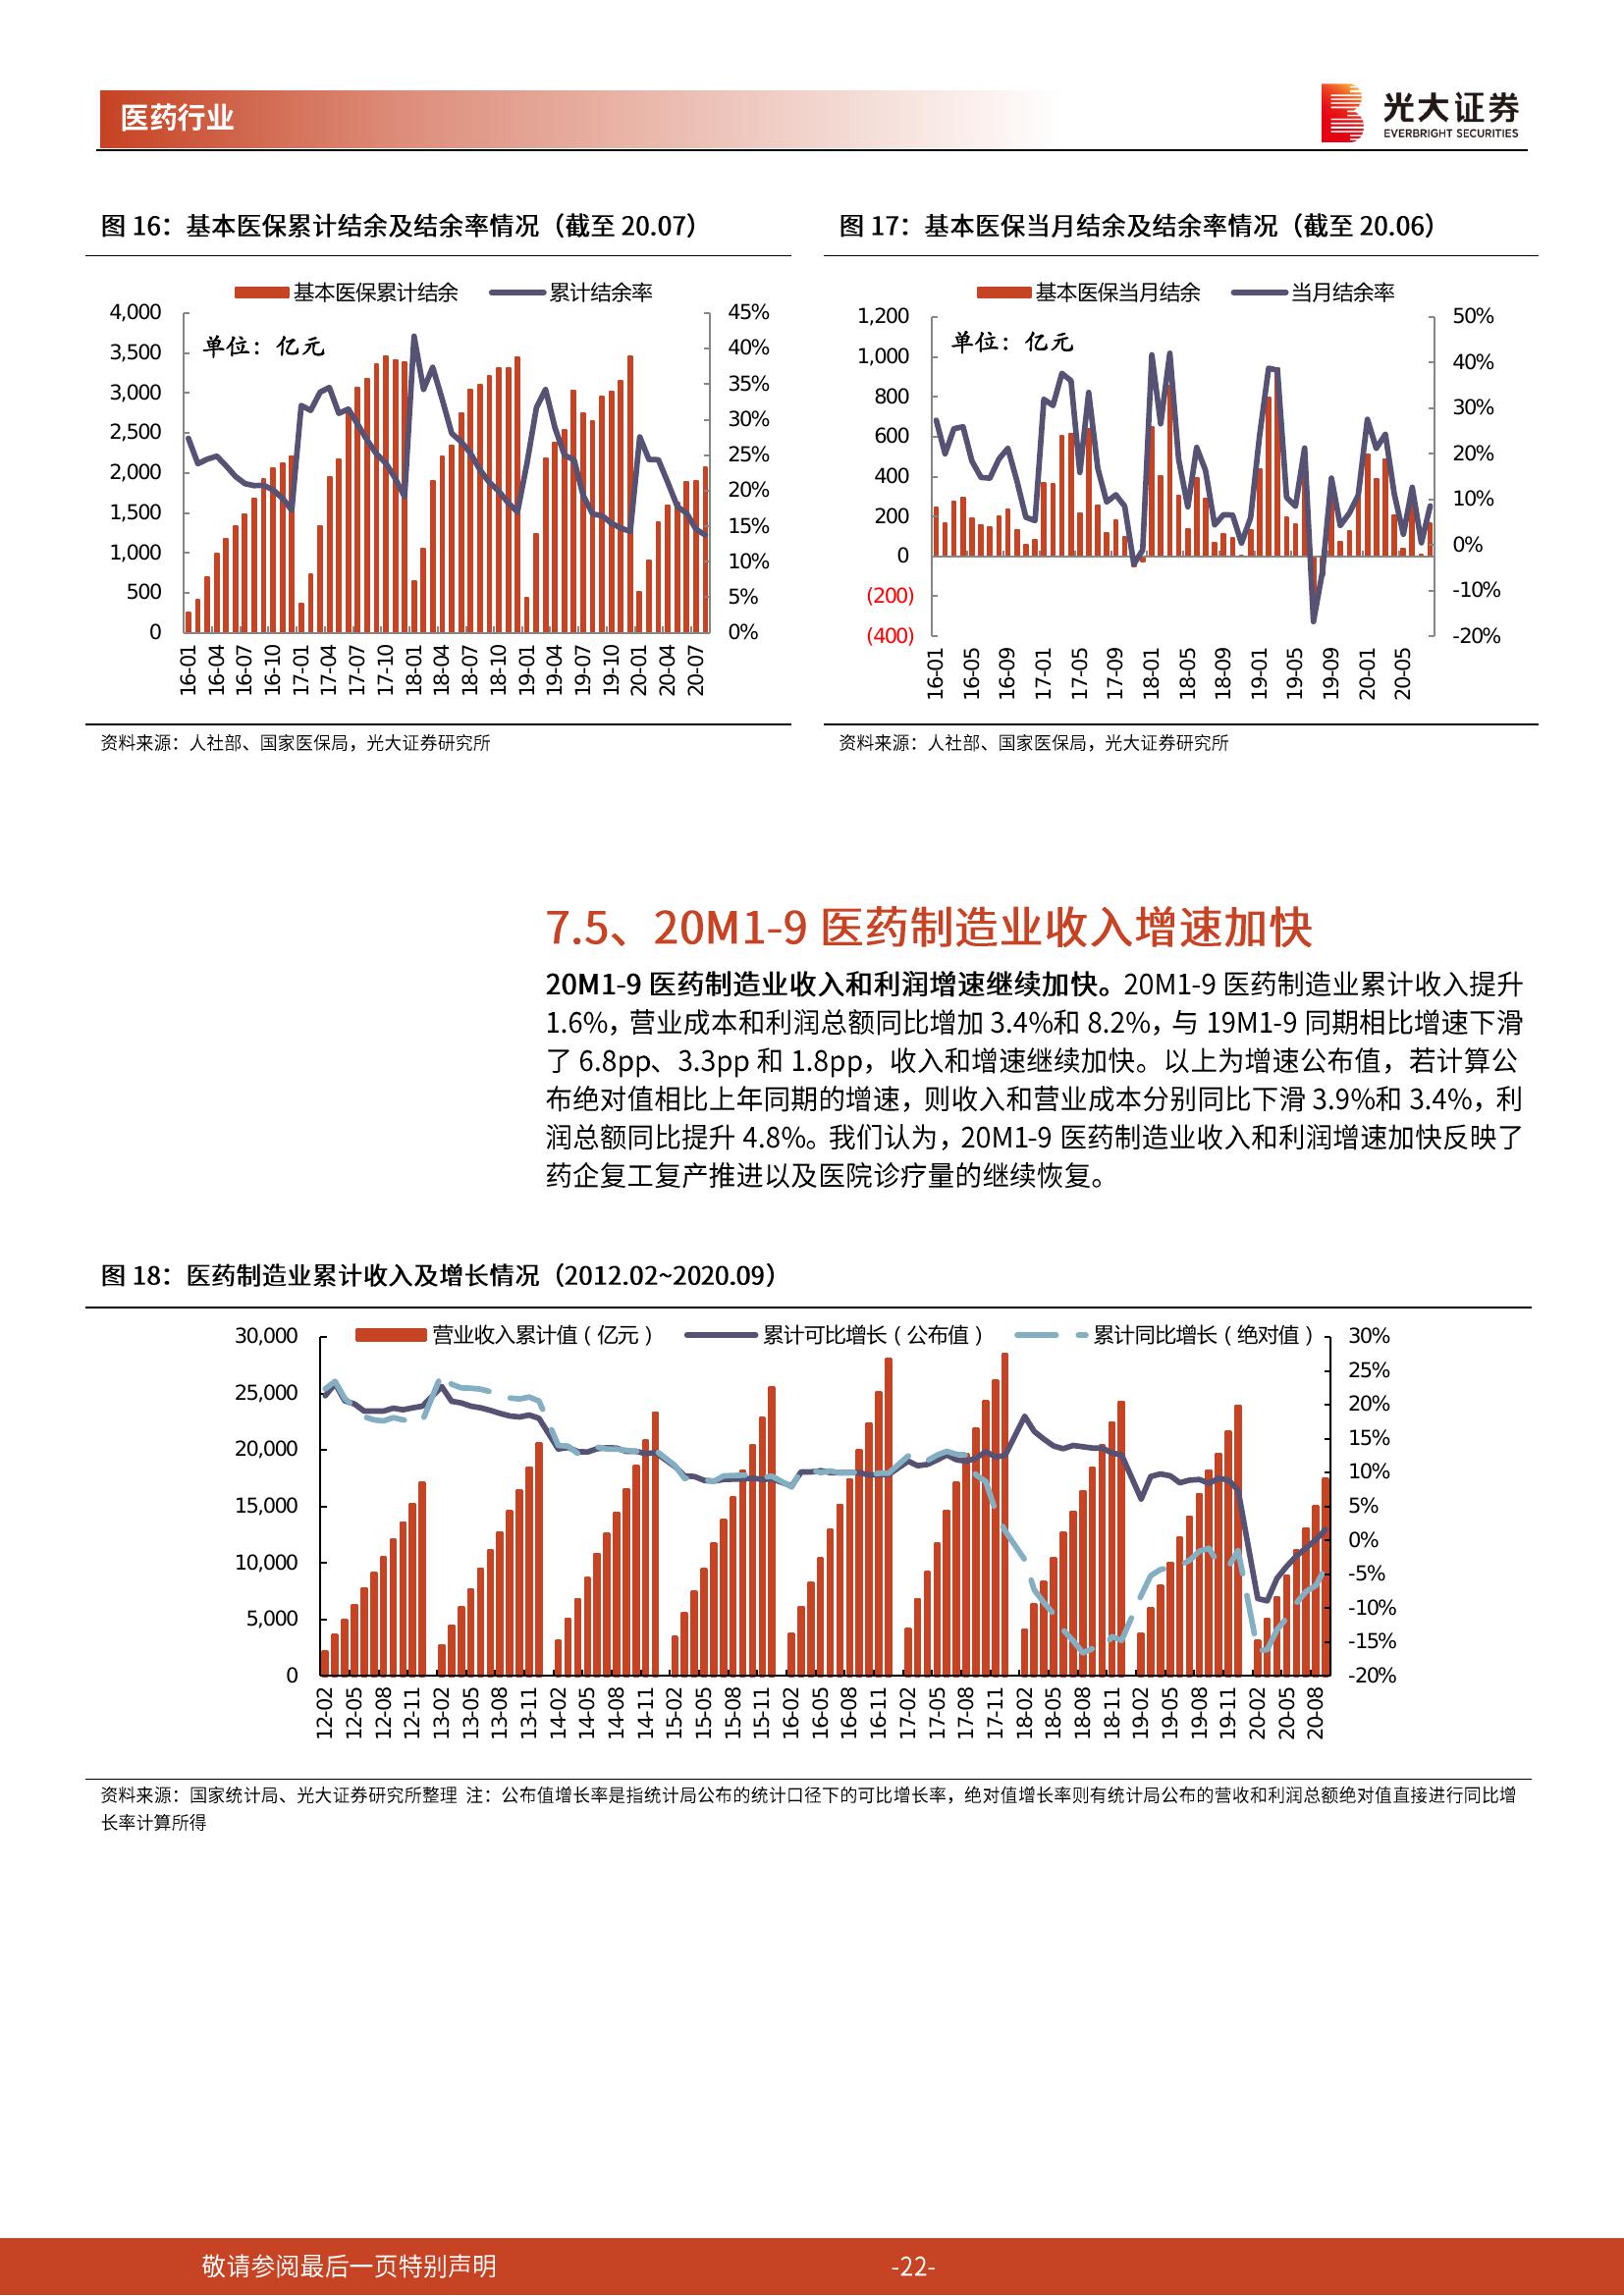 医药行业
光大证券
EVERBRIGHT SECURITIES
图 16：基本医保累计结余及结余率情况（截至 20.07）
基本医保累计结余 累计结余率
单位：亿元
4,000
3,500
3,000
2,500
2,000
1,500
1,000
500
0
45%
40%
35%
30%
25%
20%
15%
10%
5%
0%
16-01 16-04 16-07 16-10 17-01 17-04 17-07 17-10 18-01 18-04 18-07 18-10 19-01 19-04 19-07 19-10 20-01 20-04 20-07
资料来源：人社部、国家医保局，光大证券研究所
图 17：基本医保当月结余及结余率情况（截至 20.06）
基本医保当月结余 当月结余率
单位：亿元
1,200
1,000
800
600
400
200
0
(200)
(400)
50%
40%
30%
20%
10%
0%
-10%
-20%
16-01 16-05 16-09 17-01 17-05 17-09 18-01 18-05 18-09 19-01 19-05 19-09 20-01 20-05
资料来源：人社部、国家医保局，光大证券研究所
7.5、20M1-9 医药制造业收入增速加快
20M1-9 医药制造业收入和利润增速继续加快。20M1-9 医药制造业累计收入提升
1.6%，营业成本和利润总额同比增加 3.4%和 8.2%，与 19M1-9 同期相比增速下滑
了 6.8pp、3.3pp 和 1.8pp，收入和增速继续加快。以上为增速公布值，若计算公
布绝对值相比上年同期的增速，则收入和营业成本分别同比下滑 3.9%和 3.4%，利
润总额同比提升 4.8%。我们认为，20M1-9 医药制造业收入和利润增速加快反映了
药企复工复产推进以及医院诊疗量的继续恢复。
图 18：医药制造业累计收入及增长情况（2012.02~2020.09）
营业收入累计值（亿元） 累计可比增长（公布值） 累计同比增长（绝对值）
30,000
25,000
20,000
15,000
10,000
5,000
0
30%
25%
20%
15%
10%
5%
0%
-5%
-10%
-15%
-20%
12-02 12-05 12-08 12-11 13-02 13-05 13-08 13-11 14-02 14-05 14-08 14-11 15-02 15-05 15-08 15-11 16-02 16-05 16-08 16-11 17-02 17-05 17-08 17-11 18-02 18-05 18-08 18-11 19-02 19-05 19-08 19-11 20-02 20-05 20-08
资料来源：国家统计局、光大证券研究所整理 注：公布值增长率是指统计局公布的统计口径下的可比增长率，绝对值增长率则有统计局公布的营收和利润总额绝对值直接进行同比增
长率计算所得
敬请参阅最后一页特别声明
-22-